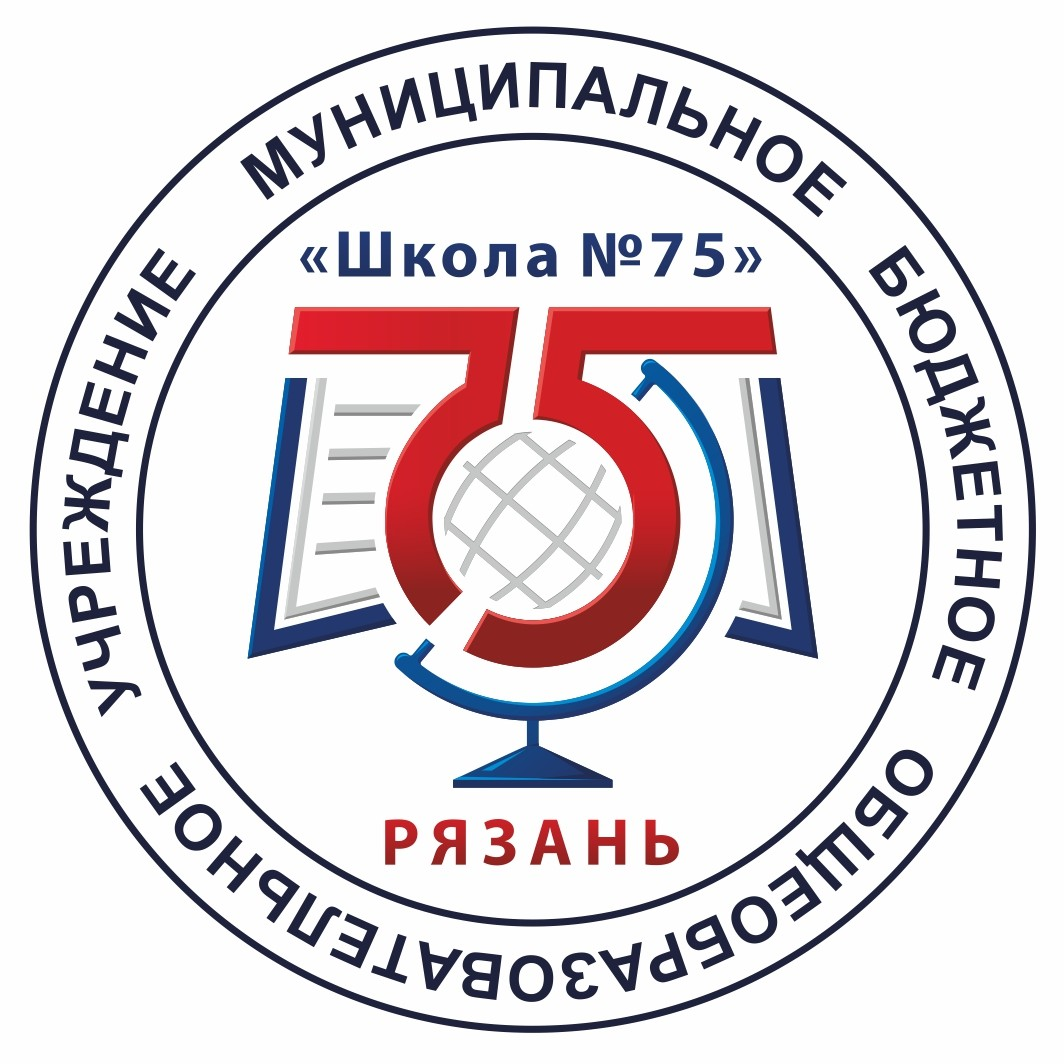 МУНИЦИПАЛЬНОЕ БЮДЖЕТНОЕ ОБЩЕОБРАЗОВАТЕЛЬНОЕ УЧРЕЖДЕНИЕ
«Школа №75»
75
РЯЗАНЬ